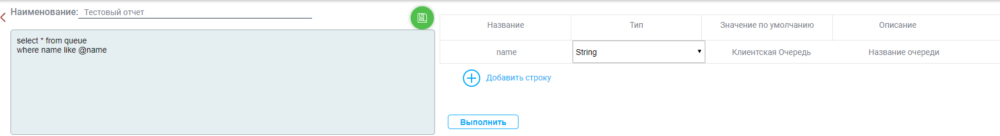 Наименование: Тестовый отчет
select * from queue
where name like @name
Название Тип Значение по умолчанию Описание
name String Клиентская Очередь Название очереди
Добавить строку
Выполнить